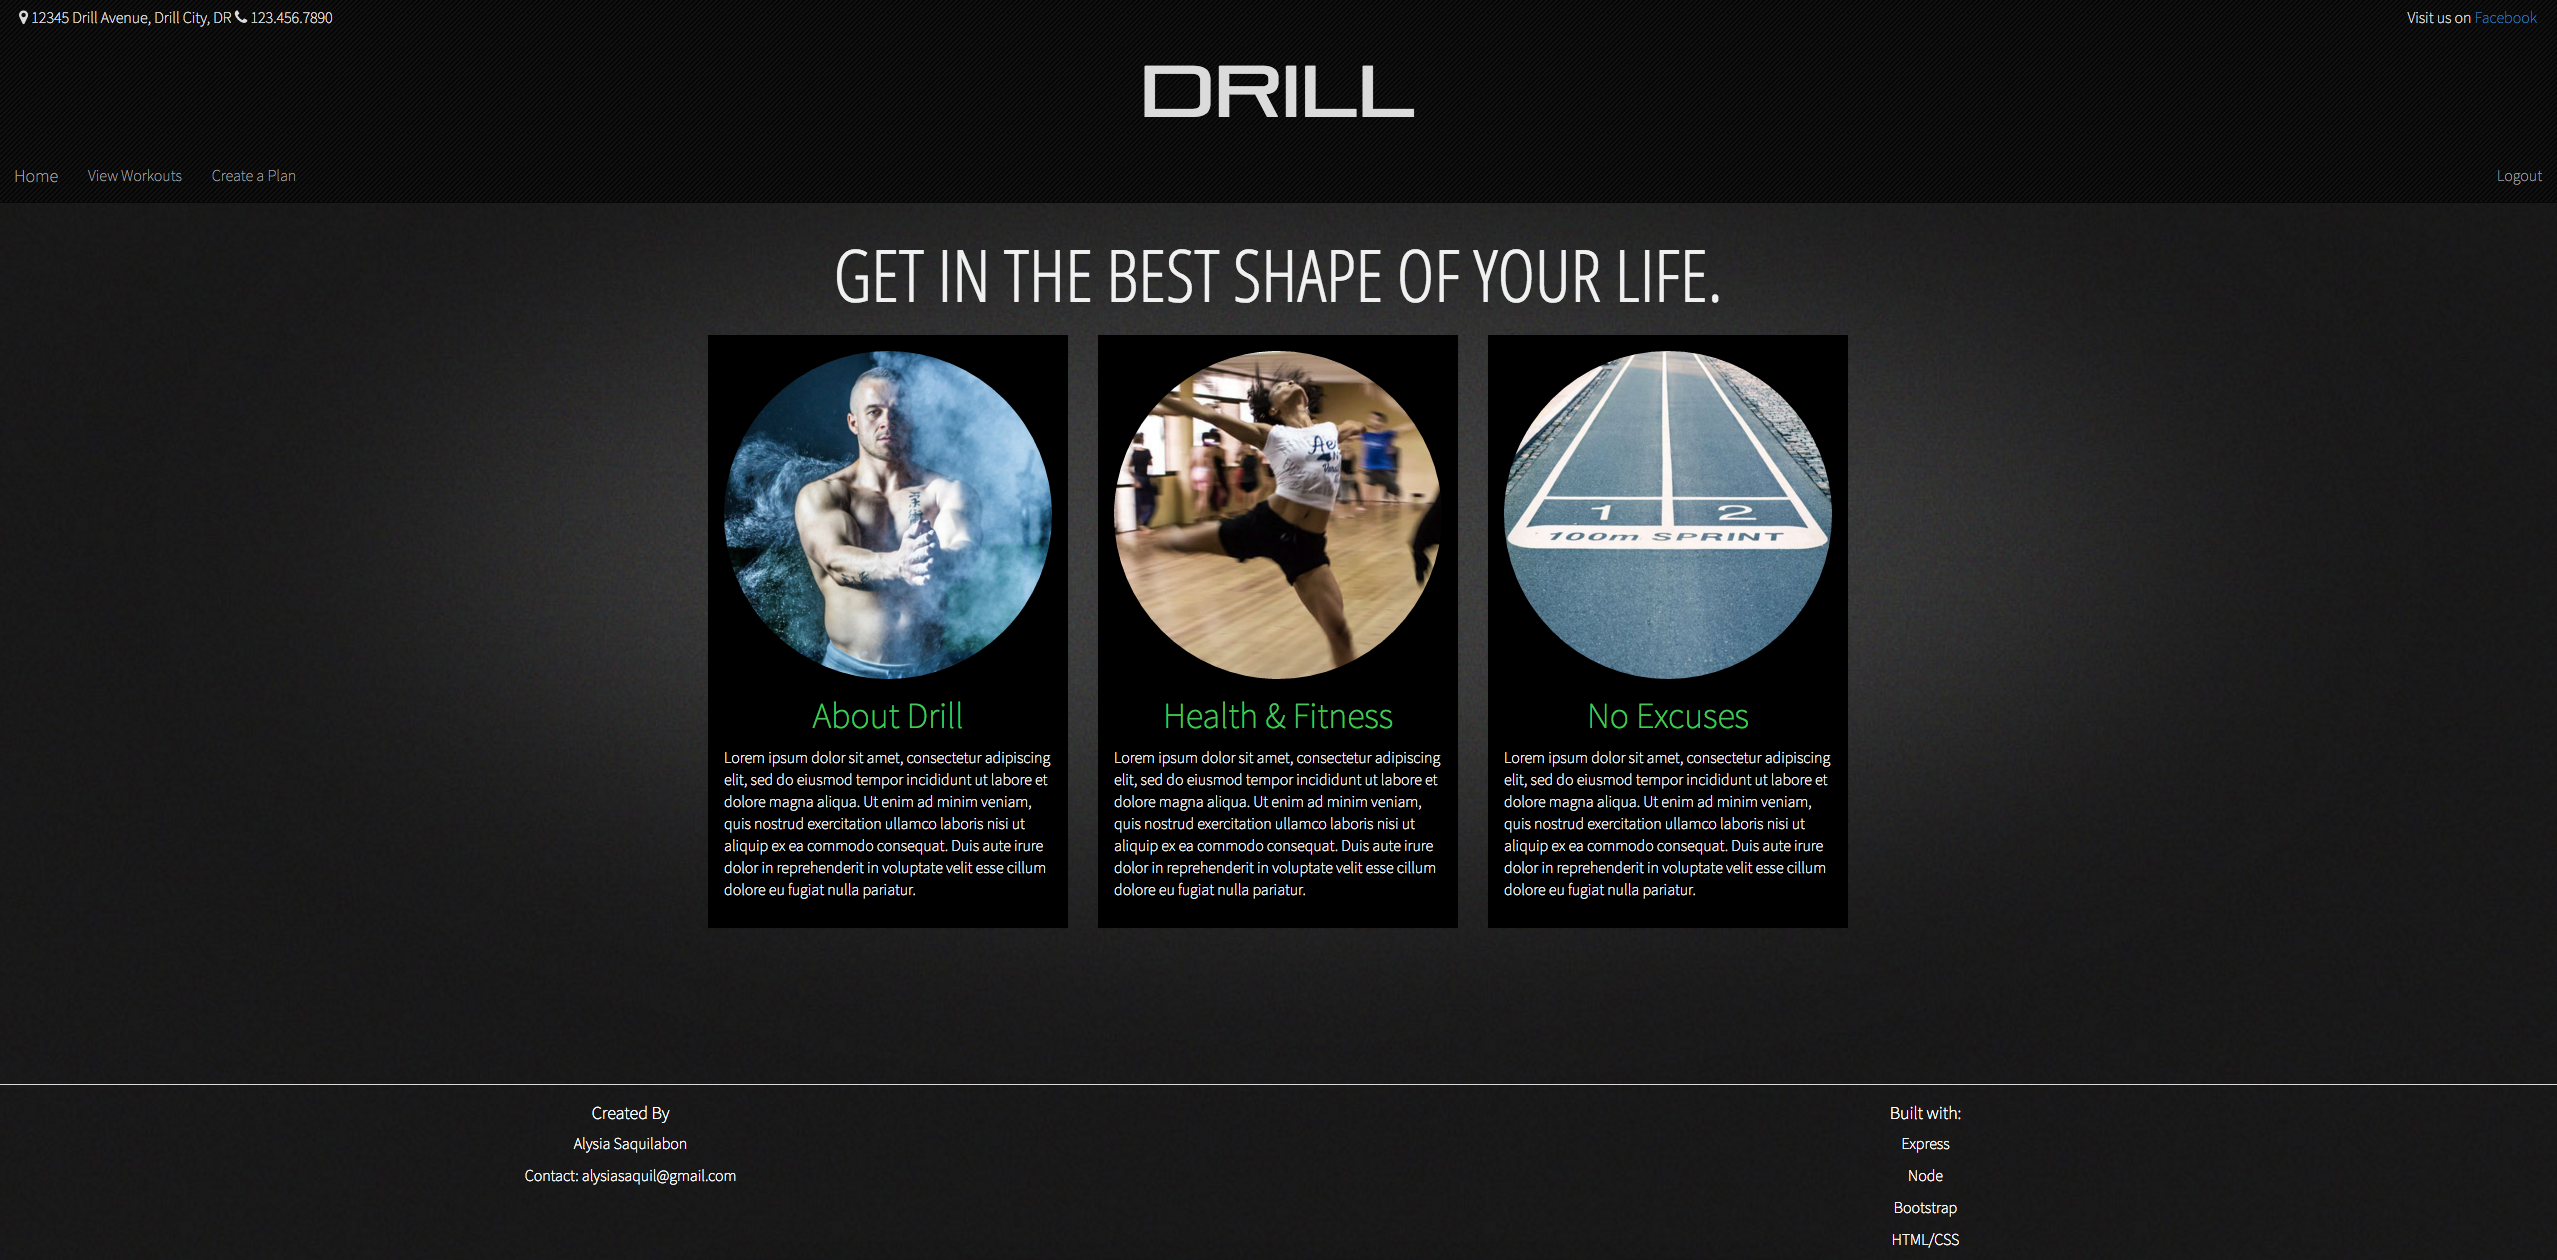 12345 Drill Avenue, Drill City, DR 123.456.7890
Visit us on Facebook
DRILL
Home
View Workouts
Create a Plan
Logout
GET IN THE BEST SHAPE OF YOUR LIFE.
Ae
1 2
100m SPRINT
About Drill
Lorem ipsum dolor sit amet, consectetur adipiscing
elit, sed do eiusmod tempor incididunt ut labore et
dolore magna aliqua. Ut enim ad minim veniam,
quis nostrud exercitation ullamco laboris nisi ut
aliquip ex ea commodo consequat. Duis aute irure
dolor in reprehenderit in voluptate velit esse cillum
dolore eu fugiat nulla pariatur.
Health & Fitness
Lorem ipsum dolor sit amet, consectetur adipiscing
elit, sed do eiusmod tempor incididunt ut labore et
dolore magna aliqua. Ut enim ad minim veniam,
quis nostrud exercitation ullamco laboris nisi ut
aliquip ex ea commodo consequat. Duis aute irure
dolor in reprehenderit in voluptate velit esse cillum
dolore eu fugiat nulla pariatur.
No Excuses
Lorem ipsum dolor sit amet, consectetur adipiscing
elit, sed do eiusmod tempor incididunt ut labore et
dolore magna aliqua. Ut enim ad minim veniam,
quis nostrud exercitation ullamco laboris nisi ut
aliquip ex ea commodo consequat. Duis aute irure
dolor in reprehenderit in voluptate velit esse cillum
dolore eu fugiat nulla pariatur.
Created By
Alysia Saquilabon
Contact: alysiasaquil@gmail.com
Built with:
Express
Node
Bootstrap
HTML/CSS